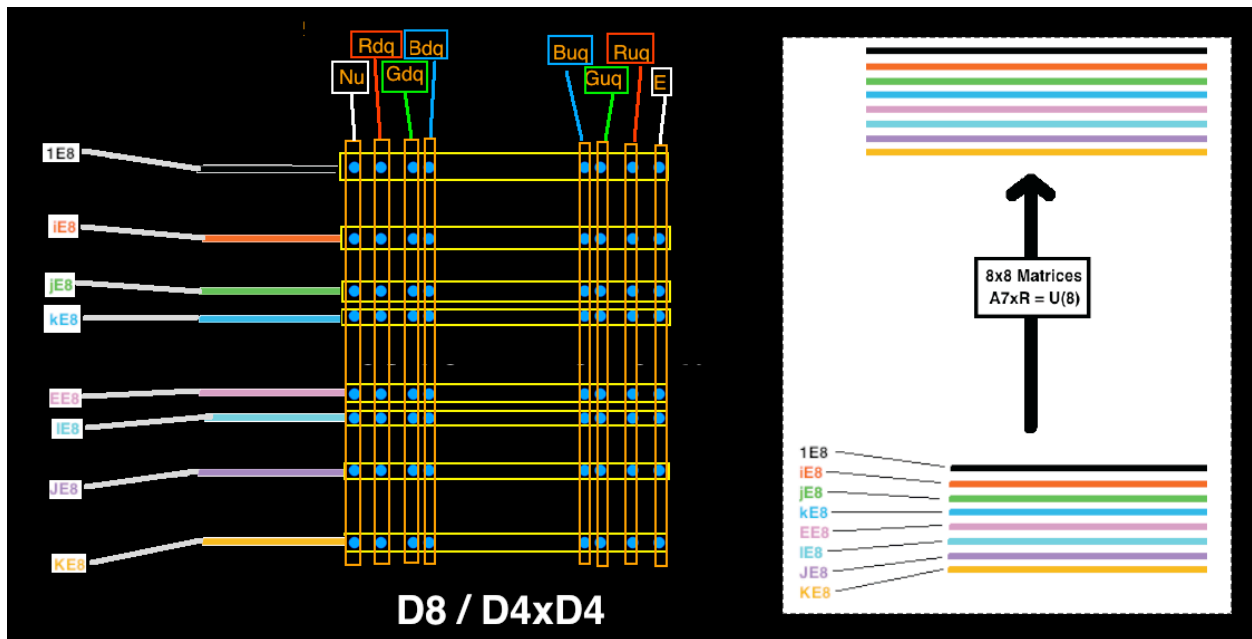 Rdq
Bdq
Nu
Gdq
Buq
Ruq
Guq
E
1E8
iE8
jE8
kE8
EE8
IE8
JE8
KE8
D8 / D4xD4
8x8 Matrices
A7xR = U(8)
1E8
iE8
jE8
kE8
EE8
IE8
JE8
KE8